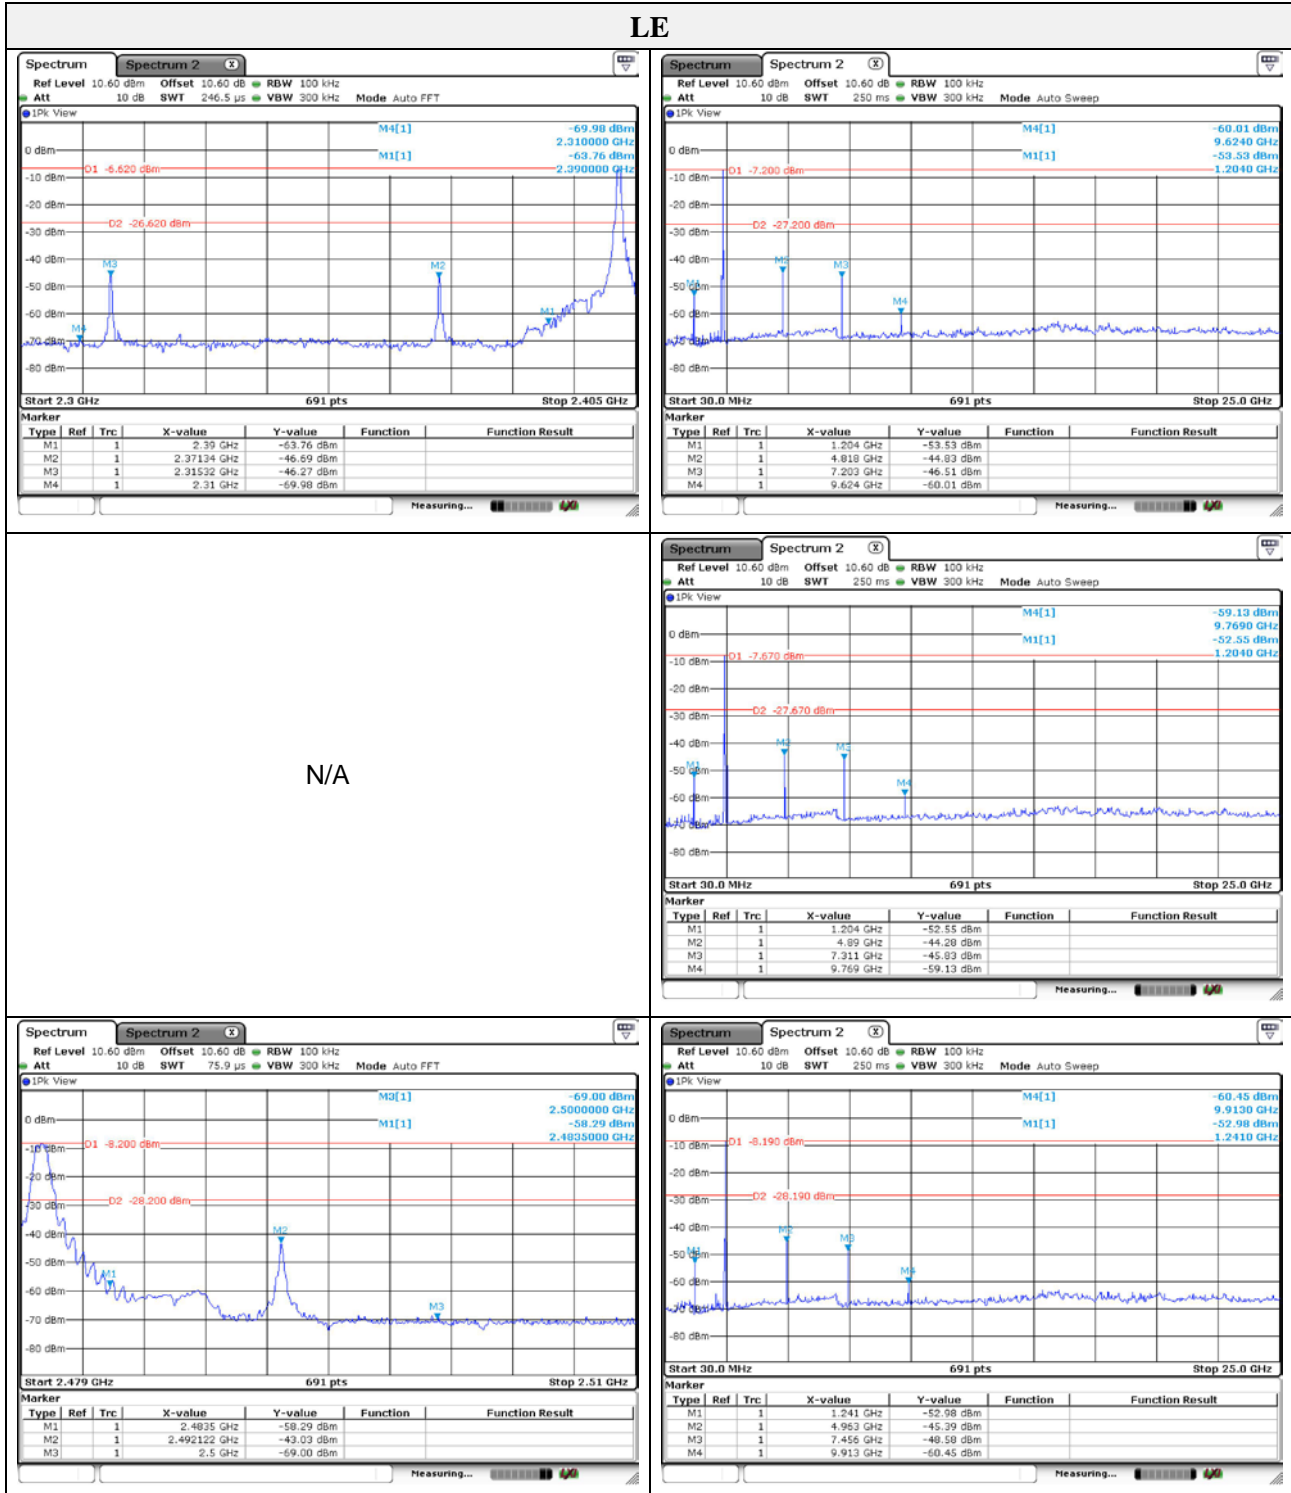 LE
Spectrum Spectrum 2 X
Ref Level 10.60 dBm Offset 10.60 dB RBW 100 kHz
Att 10 dB SWT 246.5 µs VBW 300 kHz Mode Auto FFT
1Pk View
M4[1] -69.98 dBm
2.310000 GHz
0 dBm
M1[1] -63.76 dBm
2.390000 GHz
D1 -6.620 dBm
-10 dBm
-20 dBm
D2 -26.620 dBm
-30 dBm
-40 dBm
M3 M2
-50 dBm
-60 dBm
M1
M4
-70 dBm
-80 dBm
Start 2.3 GHz 691 pts Stop 2.405 GHz
Marker
Type Ref Trc X-value Y-value Function Function Result
M1 1 2.39 GHz -63.76 dBm
M2 1 2.37134 GHz -46.69 dBm
M3 1 2.31532 GHz -46.27 dBm
M4 1 2.31 GHz -69.98 dBm
Measuring...
Spectrum Spectrum 2 X
Ref Level 10.60 dBm Offset 10.60 dB RBW 100 kHz
Att 10 dB SWT 250 ms VBW 300 kHz Mode Auto Sweep
1Pk View
M4[1] -60.01 dBm
9.6240 GHz
0 dBm
M1[1] -53.53 dBm
1.2040 GHz
D1 -7.200 dBm
-10 dBm
-20 dBm
D2 -27.200 dBm
-30 dBm
-40 dBm
M2 M3
M1
-50 dBm
M4
-60 dBm
-70 dBm
-80 dBm
Start 30.0 MHz 691 pts Stop 25.0 GHz
Marker
Type Ref Trc X-value Y-value Function Function Result
M1 1 1.204 GHz -53.53 dBm
M2 1 4.818 GHz -44.83 dBm
M3 1 7.203 GHz -46.51 dBm
M4 1 9.624 GHz -60.01 dBm
Measuring...
N/A
Spectrum Spectrum 2 X
Ref Level 10.60 dBm Offset 10.60 dB RBW 100 kHz
Att 10 dB SWT 250 ms VBW 300 kHz Mode Auto Sweep
1Pk View
M4[1] -59.13 dBm
9.7690 GHz
0 dBm
M1[1] -52.55 dBm
1.2040 GHz
D1 -7.670 dBm
-10 dBm
-20 dBm
D2 -27.670 dBm
-30 dBm
-40 dBm
M2 M3
M1
-50 dBm
M4
-60 dBm
-70 dBm
-80 dBm
Start 30.0 MHz 691 pts Stop 25.0 GHz
Marker
Type Ref Trc X-value Y-value Function Function Result
M1 1 1.204 GHz -52.55 dBm
M2 1 4.89 GHz -44.28 dBm
M3 1 7.311 GHz -45.83 dBm
M4 1 9.769 GHz -59.13 dBm
Measuring...
Spectrum Spectrum 2 X
Ref Level 10.60 dBm Offset 10.60 dB RBW 100 kHz
Att 10 dB SWT 75.9 µs VBW 300 kHz Mode Auto FFT
1Pk View
M3[1] -69.00 dBm
2.5000000 GHz
0 dBm
M1[1] -58.29 dBm
2.4835000 GHz
D1 -8.200 dBm
-10 dBm
-20 dBm
D2 -28.200 dBm
-30 dBm
-40 dBm
M2
-50 dBm
M1
-60 dBm
M3
-70 dBm
-80 dBm
Start 2.479 GHz 691 pts Stop 2.51 GHz
Marker
Type Ref Trc X-value Y-value Function Function Result
M1 1 2.4835 GHz -58.29 dBm
M2 1 2.492122 GHz -43.03 dBm
M3 1 2.5 GHz -69.00 dBm
Measuring...
Spectrum Spectrum 2 X
Ref Level 10.60 dBm Offset 10.60 dB RBW 100 kHz
Att 10 dB SWT 250 ms VBW 300 kHz Mode Auto Sweep
1Pk View
M4[1] -60.45 dBm
9.9130 GHz
0 dBm
M1[1] -52.98 dBm
1.2410 GHz
D1 -8.190 dBm
-10 dBm
-20 dBm
D2 -28.190 dBm
-30 dBm
-40 dBm
M2 M3
M1
-50 dBm
M4
-60 dBm
-70 dBm
-80 dBm
Start 30.0 MHz 691 pts Stop 25.0 GHz
Marker
Type Ref Trc X-value Y-value Function Function Result
M1 1 1.241 GHz -52.98 dBm
M2 1 4.963 GHz -45.39 dBm
M3 1 7.456 GHz -48.58 dBm
M4 1 9.913 GHz -60.45 dBm
Measuring...